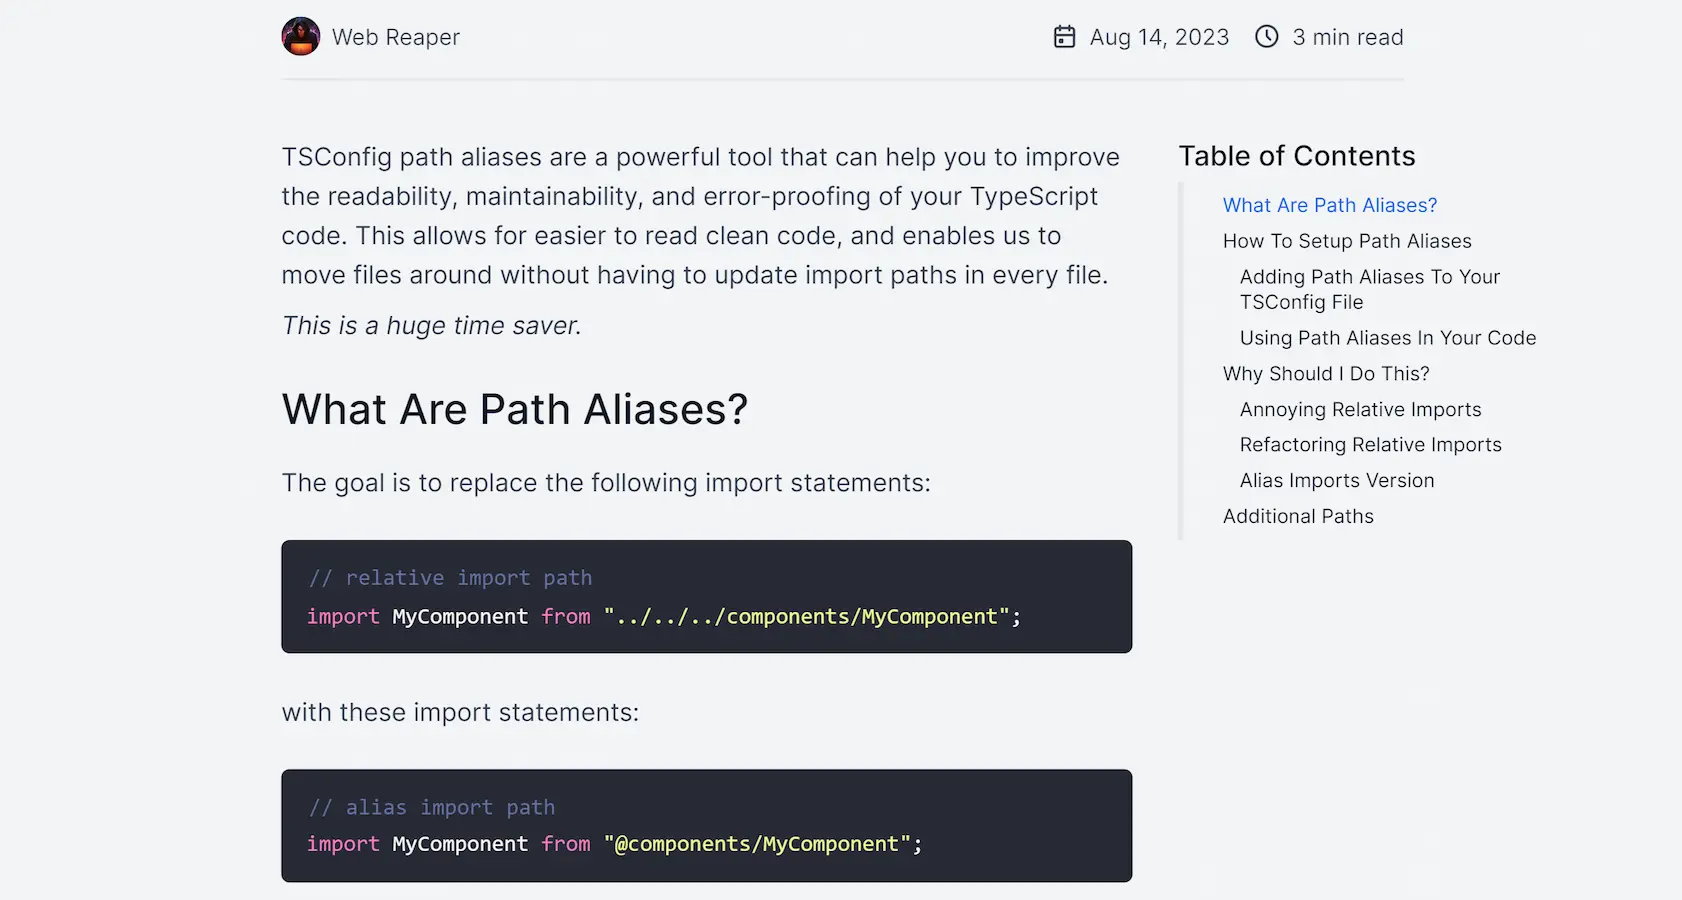 Web Reaper
Aug 14, 2023
3 min read
TSConfig path aliases are a powerful tool that can help you to improve
the readability, maintainability, and error-proofing of your TypeScript
code. This allows for easier to read clean code, and enables us to
move files around without having to update import paths in every file.
This is a huge time saver.
What Are Path Aliases?
The goal is to replace the following import statements:
// relative import path
import MyComponent from "../../../components/MyComponent";
with these import statements:
// alias import path
import MyComponent from "@components/MyComponent";
Table of Contents
What Are Path Aliases?
How To Setup Path Aliases
Adding Path Aliases To Your
TSConfig File
Using Path Aliases In Your Code
Why Should I Do This?
Annoying Relative Imports
Refactoring Relative Imports
Alias Imports Version
Additional Paths